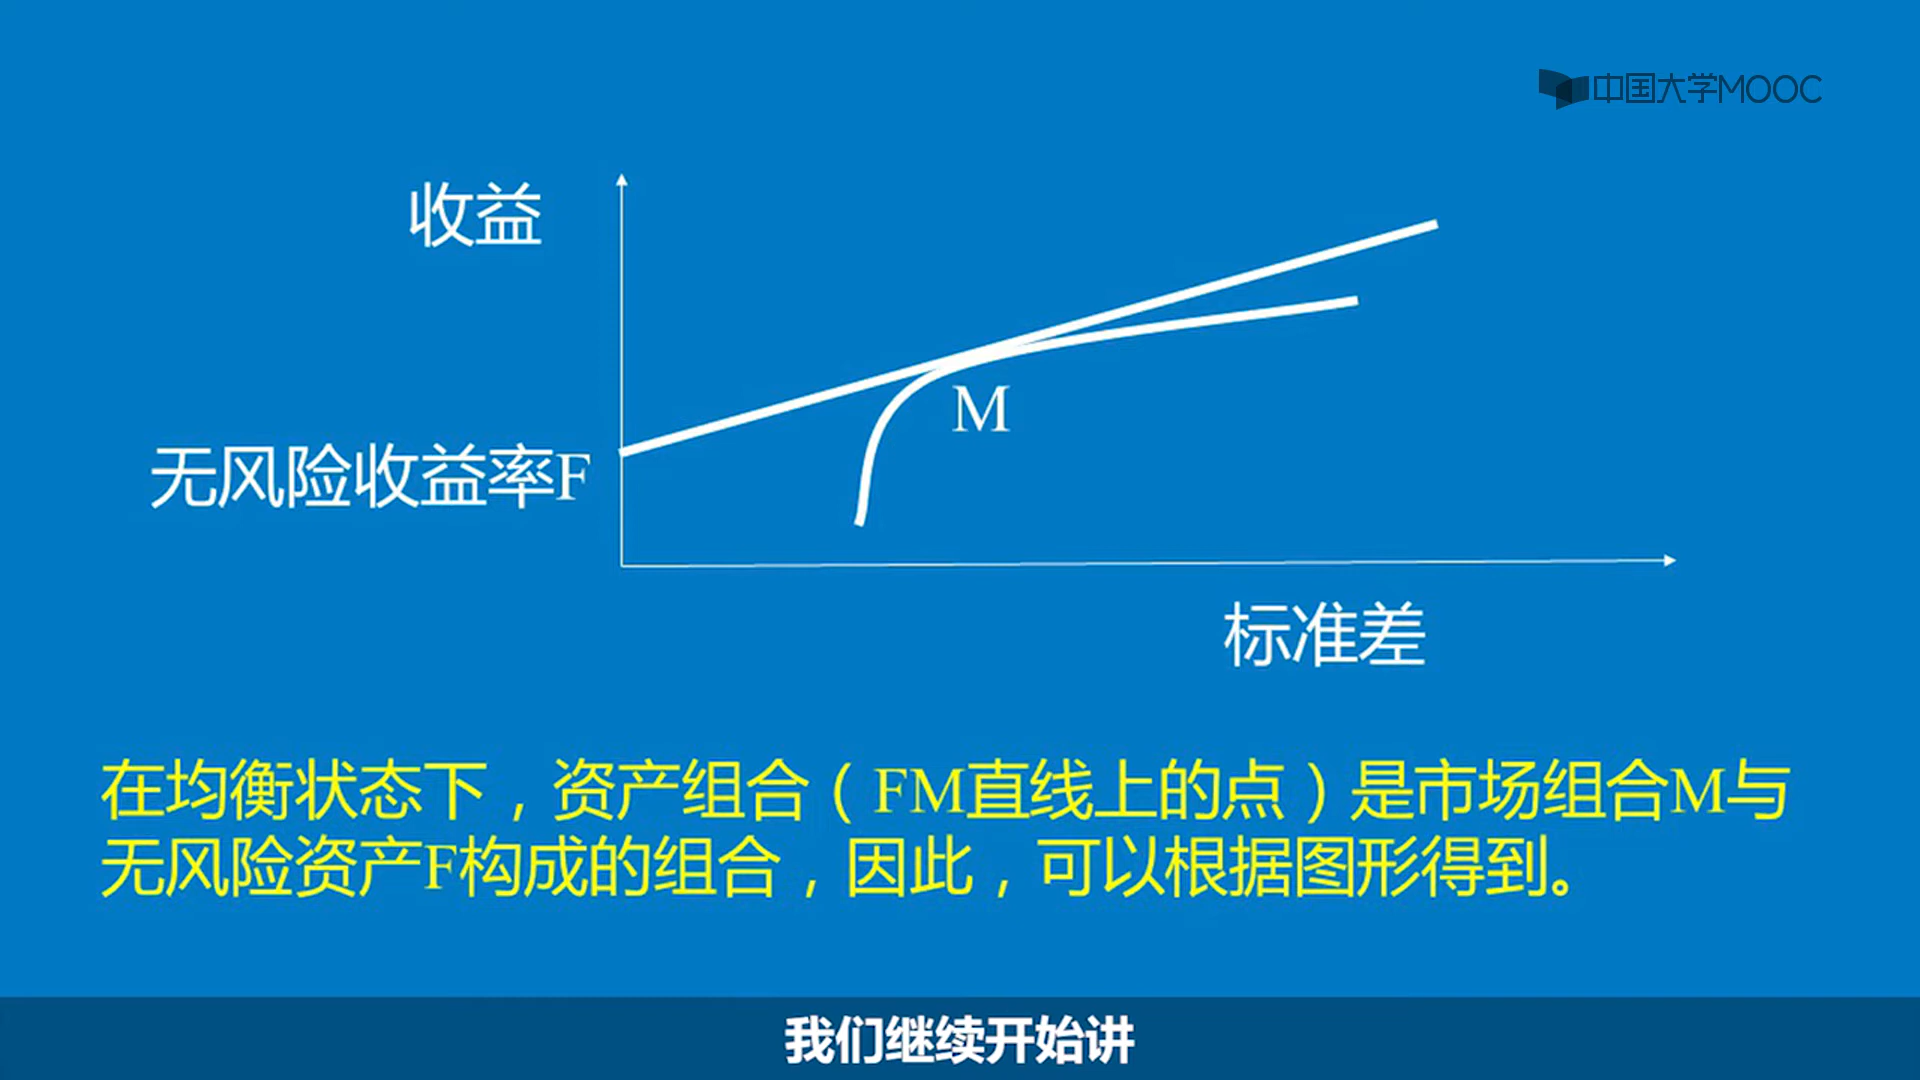 中国大学MOOC
收益
M
无风险收益率F
标准差
在均衡状态下，资产组合（FM直线上的点）是市场组合M与
无风险资产F构成的组合，因此，可以根据图形得到。
我们继续开始讲